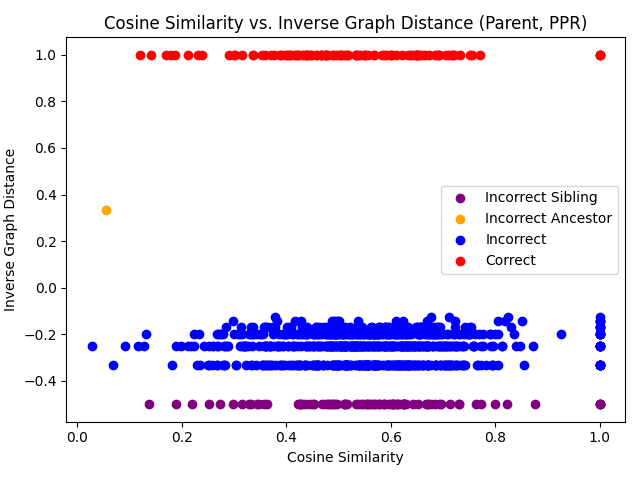 Cosine Similarity vs. Inverse Graph Distance (Parent, PPR)
Inverse Graph Distance
1.0
0.8
0.6
0.4
0.2
0.0
−0.2
−0.4
Incorrect Sibling
Incorrect Ancestor
Incorrect
Correct
0.0 0.2 0.4 0.6 0.8 1.0
Cosine Similarity